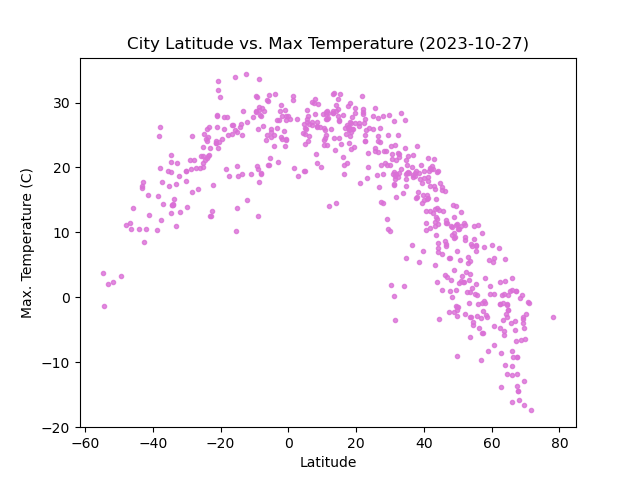 City Latitude vs. Max Temperature (2023-10-27)
Max. Temperature (C)
30
20
10
0
−10
−20
−60 −40 −20 0 20 40 60 80
Latitude